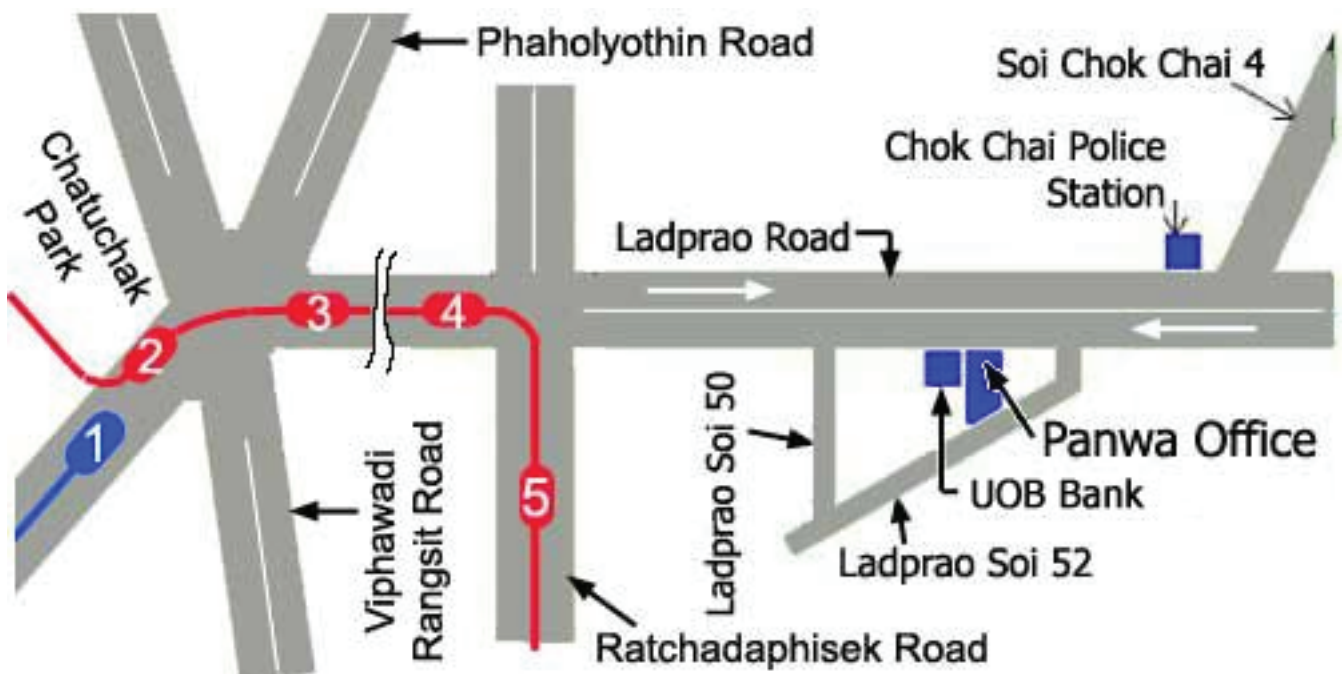 Phaholyothin Road
Soi Chok Chai 4
Chok Chai Police
Station
Chatuchak
Park
Ladprao Road
3
4
2
1
5
Ladprao Soi 50
Panwa Office
UOB Bank
Viphawadi
Rangsit Road
Ladprao Soi 52
Ratchadaphisek Road